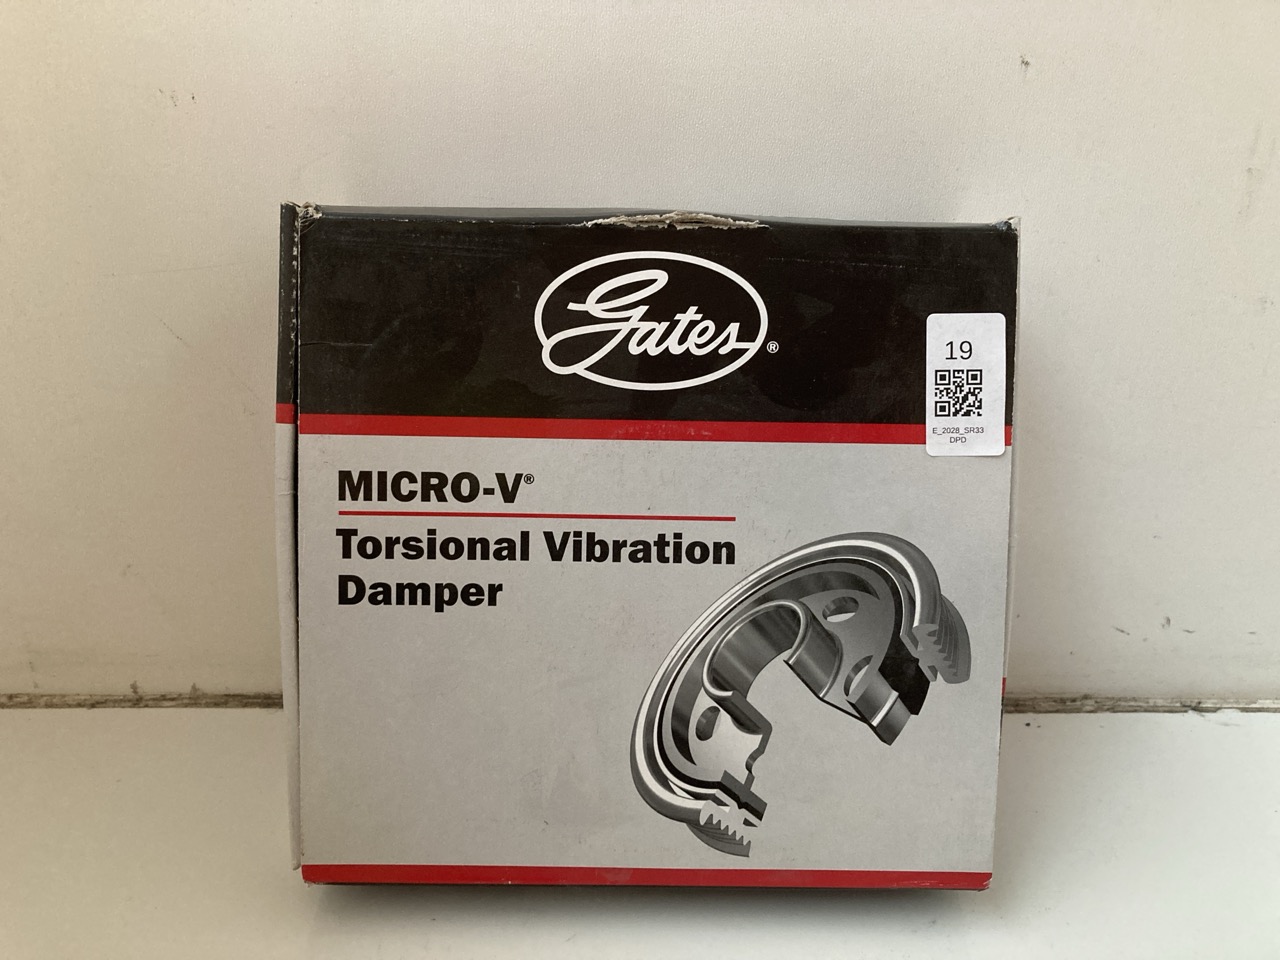 Gates®
19
E_2028_SR33
DPD
MICRO-V®
Torsional Vibration
Damper